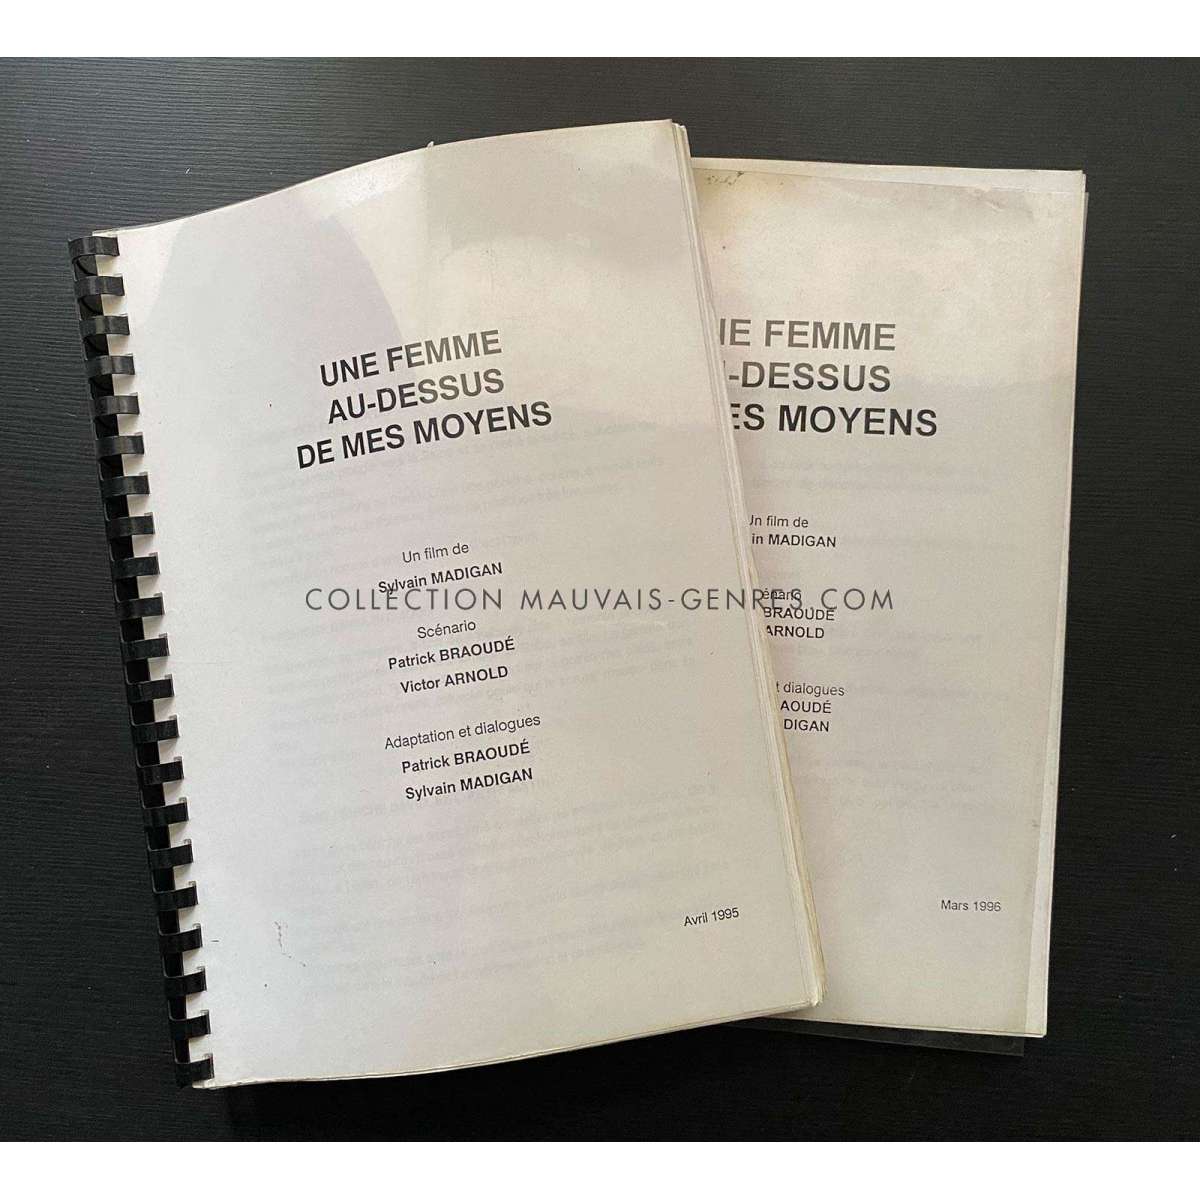 UNE FEMME
AU-DESSUS
DE MES MOYENS
Un film de
Sylvain MADIGAN
Scénario
Patrick BRAOUDÉ
Victor ARNOLD
Adaptation et dialogues
Patrick BRAOUDÉ
Sylvain MADIGAN
Avril 1995
NE FEMME
-DESSUS
ES MOYENS
Un film de
in MADIGAN
énario
BRAOUDÉ
ARNOLD
t dialogues
AOUDÉ
DIGAN
Mars 1996
COLLECTION MAUVAIS-GENRES.COM